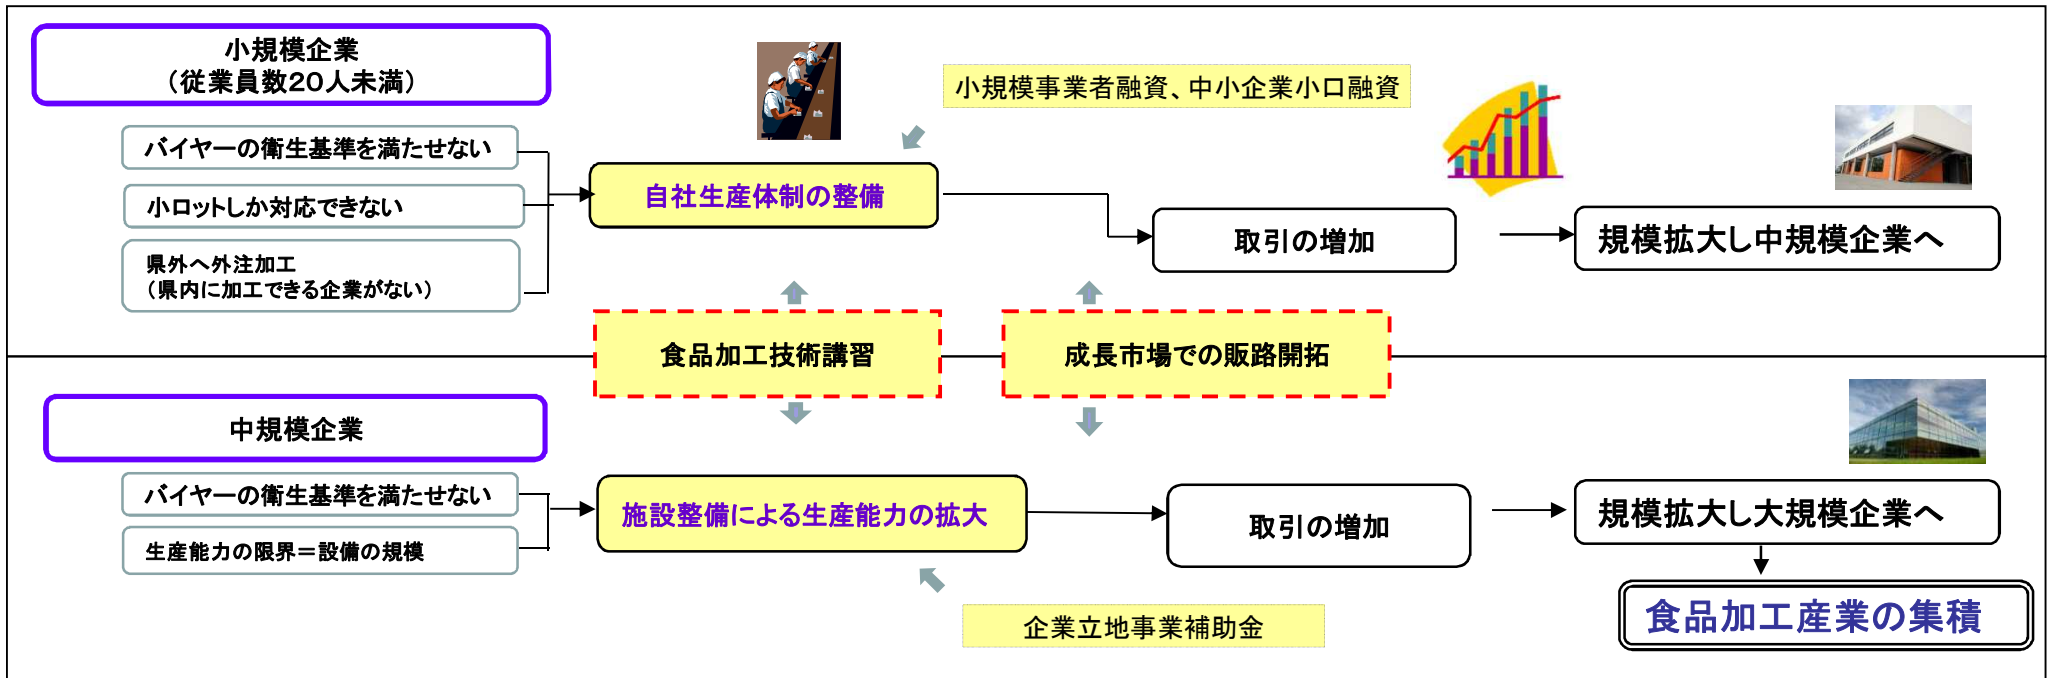 小規模企業
（従業員数20人未満）
小規模事業者融資、中小企業小口融資
バイヤーの衛生基準を満たせない
小ロットしか対応できない
県外へ外注加工
（県内に加工できる企業がない）
自社生産体制の整備
取引の増加
規模拡大し中規模企業へ
食品加工技術講習
成長市場での販路開拓
中規模企業
バイヤーの衛生基準を満たせない
生産能力の限界＝設備の規模
施設整備による生産能力の拡大
取引の増加
規模拡大し大規模企業へ
企業立地事業補助金
食品加工産業の集積